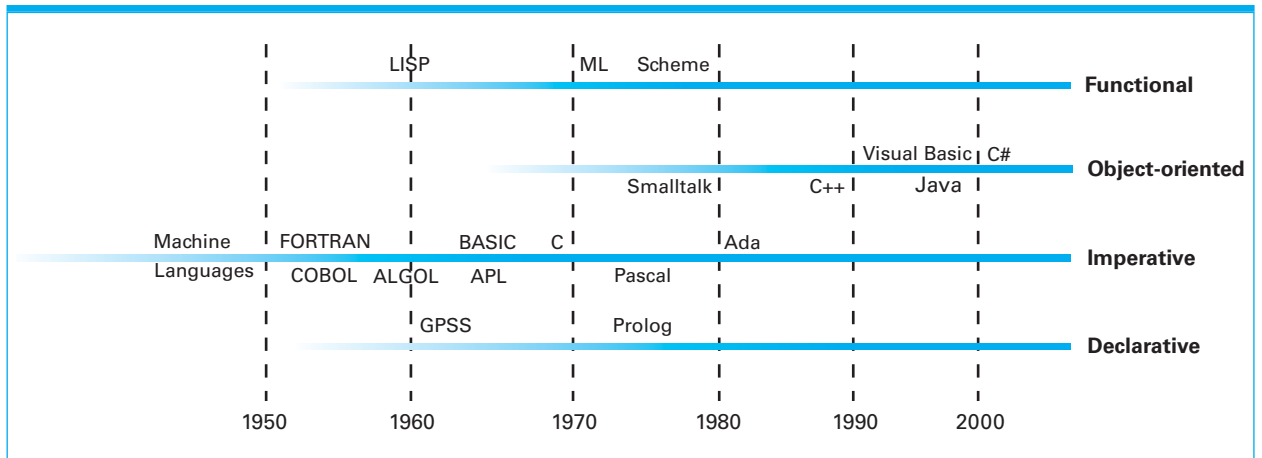 LISP ML Scheme
Functional
Visual Basic C#
Object-oriented
Smalltalk C++ Java
Machine FORTRAN BASIC C Ada
Imperative
Languages COBOL ALGOL APL Pascal
GPSS Prolog
Declarative
1950 1960 1970 1980 1990 2000